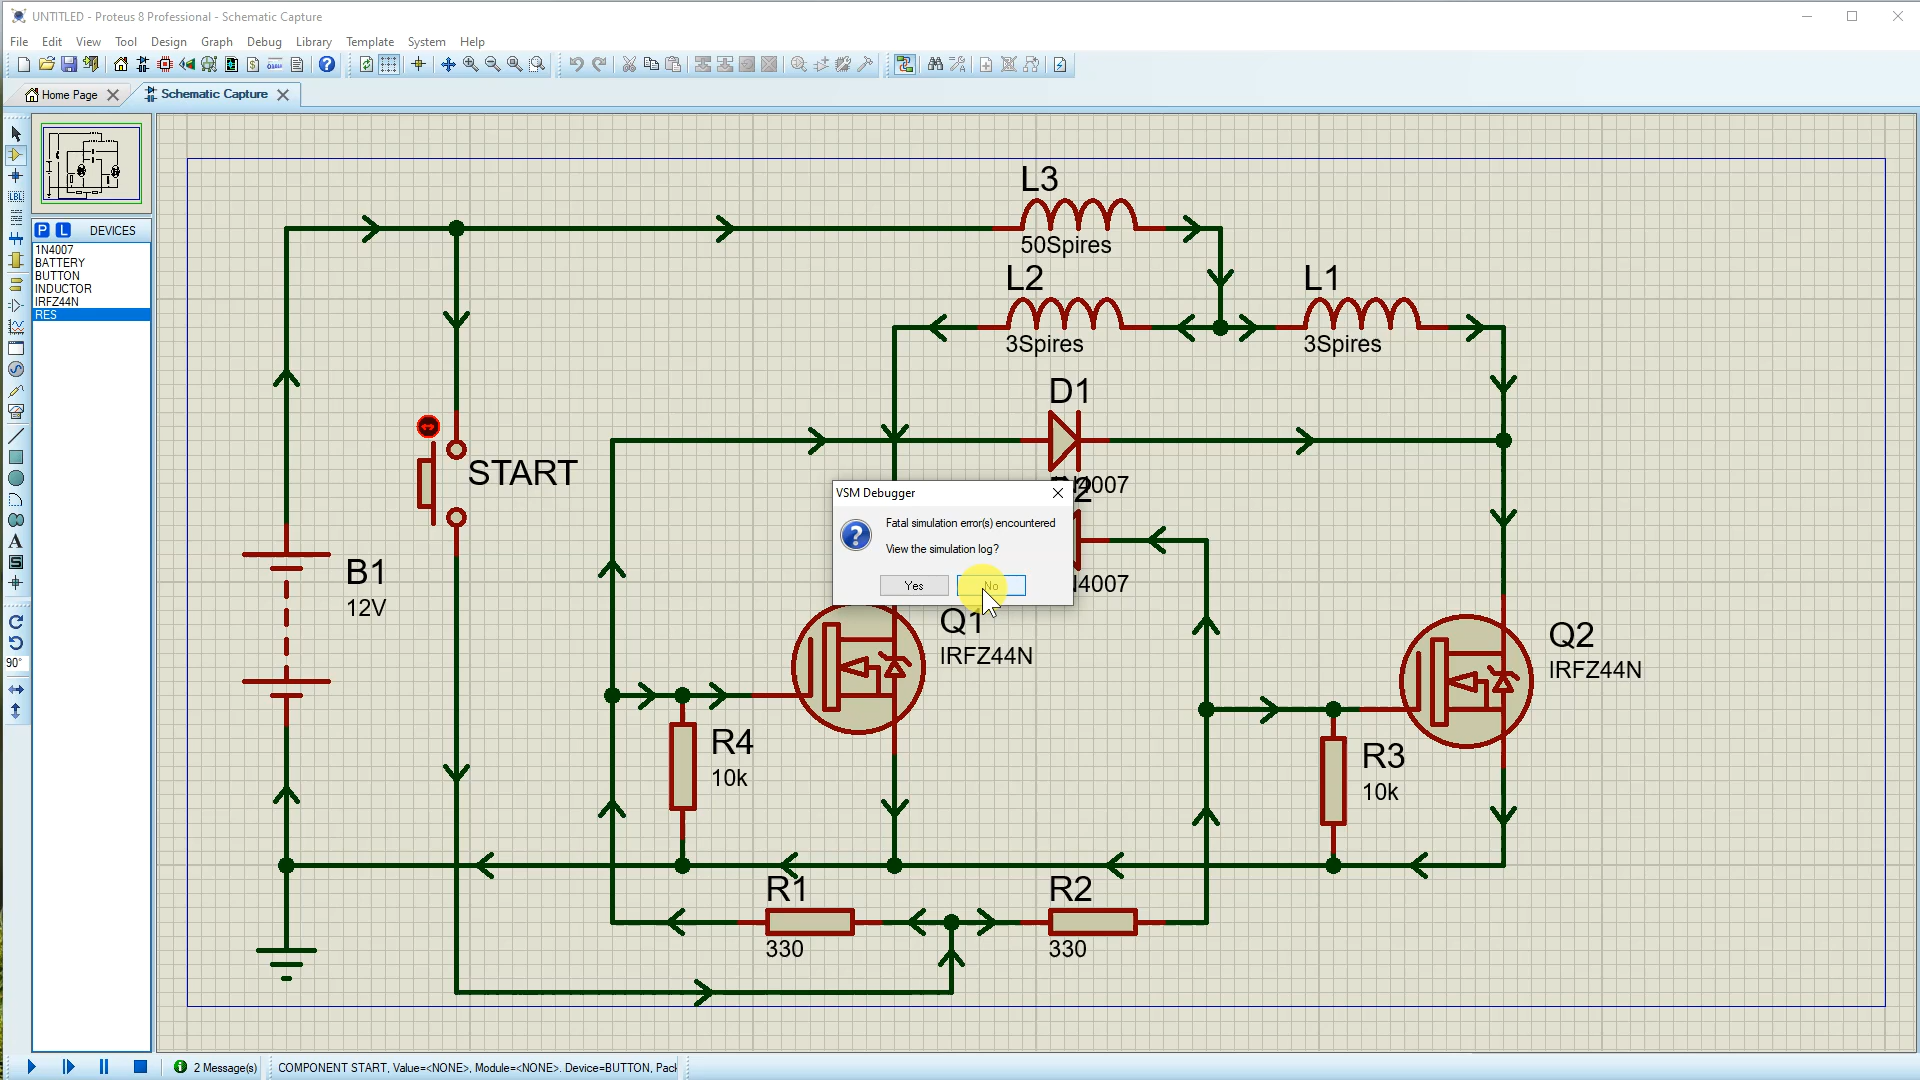 UNTITLED - Proteus 8 Professional - Schematic Capture
File Edit View Tool Design Graph Debug Library Template System Help
Home Page Schematic Capture
P L DEVICES
1N4007
BATTERY
BUTTON
INDUCTOR
IRFZ44N
RES
LBL
90°
L3
50Spires
L2
3Spires
L1
3Spires
D1
START
B1
12V
VSM Debugger
Fatal simulation error(s) encountered
View the simulation log?
Yes No
Q1
IRFZ44N
Q2
IRFZ44N
R4
10k
R3
10k
R1
330
R2
330
2 Message(s) COMPONENT START, Value=<NONE>, Module=<NONE>. Device=BUTTON, Pack